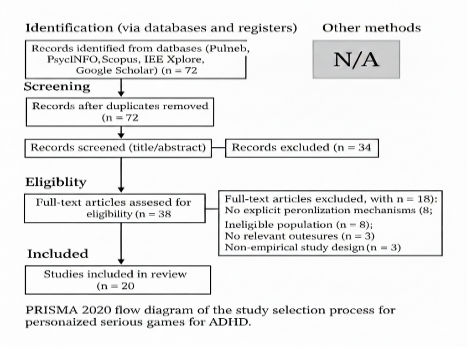 Identification (via databases and registers)
Other methods
Records identified from datbases (Pulneb,
PsycINFO,Scopus, IEE Xplore,
Google Scholar) (n = 72
N/A
Screening
Records after duplicates removed
(n = 72
Records screened (title/abstract)
Records excluded (n = 34
Eligiblity
Full-text articles assesed for
eligibility (n = 38
Full-text articles excluded, with n = 18):
No explicit peronlization mechanisms (8;
Ineligible population (n = 8);
No relevant outesures (n = 3)
Non-empirical study design (n = 3)
Included
Studies included in review
(n = 20
PRISMA 2020 flow diagram of the study selection process for
personaized serious games for ADHD.